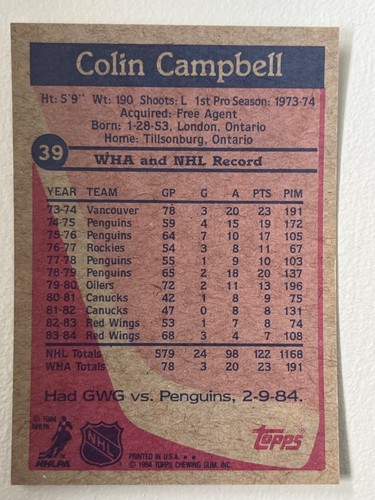 Colin Campbell
Ht: 5'9" Wt: 190 Shoots: L 1st Pro Season: 1973-74
Acquired: Free Agent
Born: 1-28-53, London, Ontario
Home: Tillsonburg, Ontario
39
WHA and NHL Record
YEAR TEAM GP G A PTS PIM
73-74 Vancouver 78 3 20 23 191
74-75 Penguins 59 4 15 19 172
75-76 Penguins 64 7 10 17 105
76-77 Rockies 54 3 8 11 67
77-78 Penguins 55 1 9 10 103
78-79 Penguins 65 2 18 20 137
79-80 Oilers 72 2 11 13 196
80-81 Canucks 42 1 8 9 75
81-82 Canucks 47 0 8 8 131
82-83 Red Wings 53 1 7 8 74
83-84 Red Wings 68 3 4 7 108
NHL Totals 579 24 98 122 1168
WHA Totals 78 3 20 23 191
Had GWG vs. Penguins, 2-9-84.
© 1984
NHLPA
NHLPA
NHL
topps
PRINTED IN U.S.A. ★★
© 1984 TOPPS CHEWING GUM, INC.